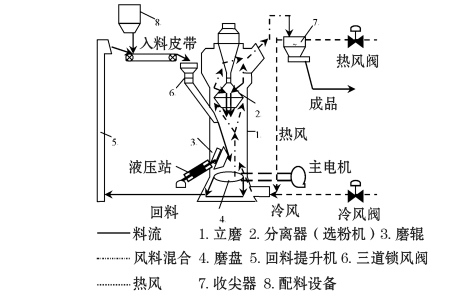 8
7
入料皮带
热风阀
6
2
成品
3
1
热风
5
液压站
主电机
4
回料
冷风
冷风阀
料流 1.立磨 2.分离器(选粉机)3.磨辊
风料混合 4.磨盘 5.回料提升机 6.三道锁风阀
热风 7.收尘器 8.配料设备